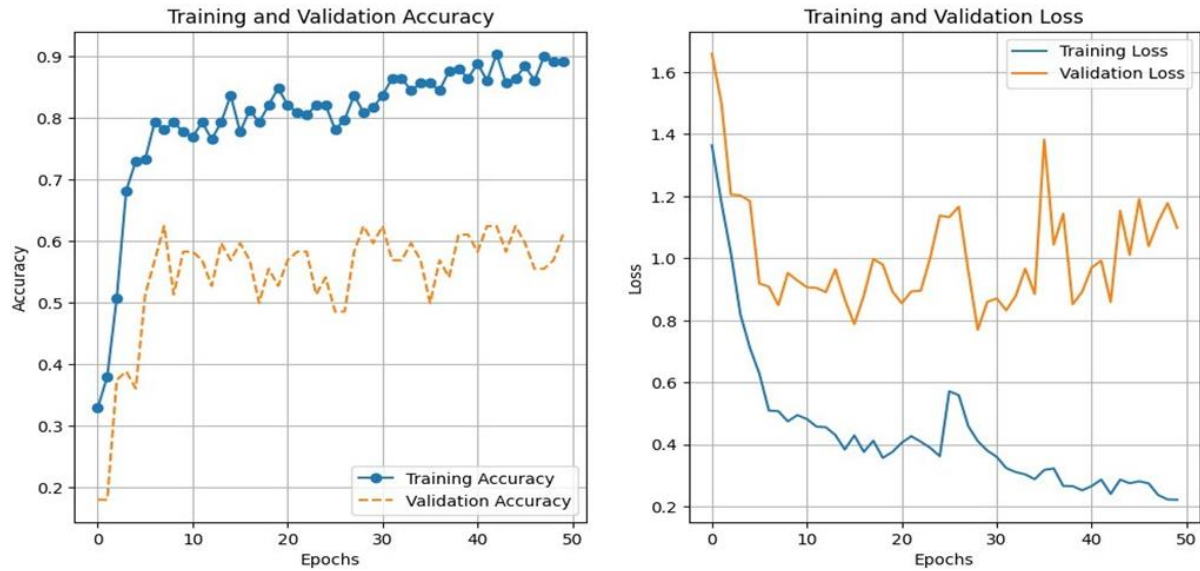 Training and Validation Accuracy
0.9
0.8
0.7
0.6
0.5
0.4
0.3
0.2
Accuracy
Training Accuracy
Validation Accuracy
0 10 20 30 40 50
Epochs
Training and Validation Loss
Training Loss
Validation Loss
1.6
1.4
1.2
1.0
0.8
0.6
0.4
0.2
Loss
0 10 20 30 40 50
Epochs